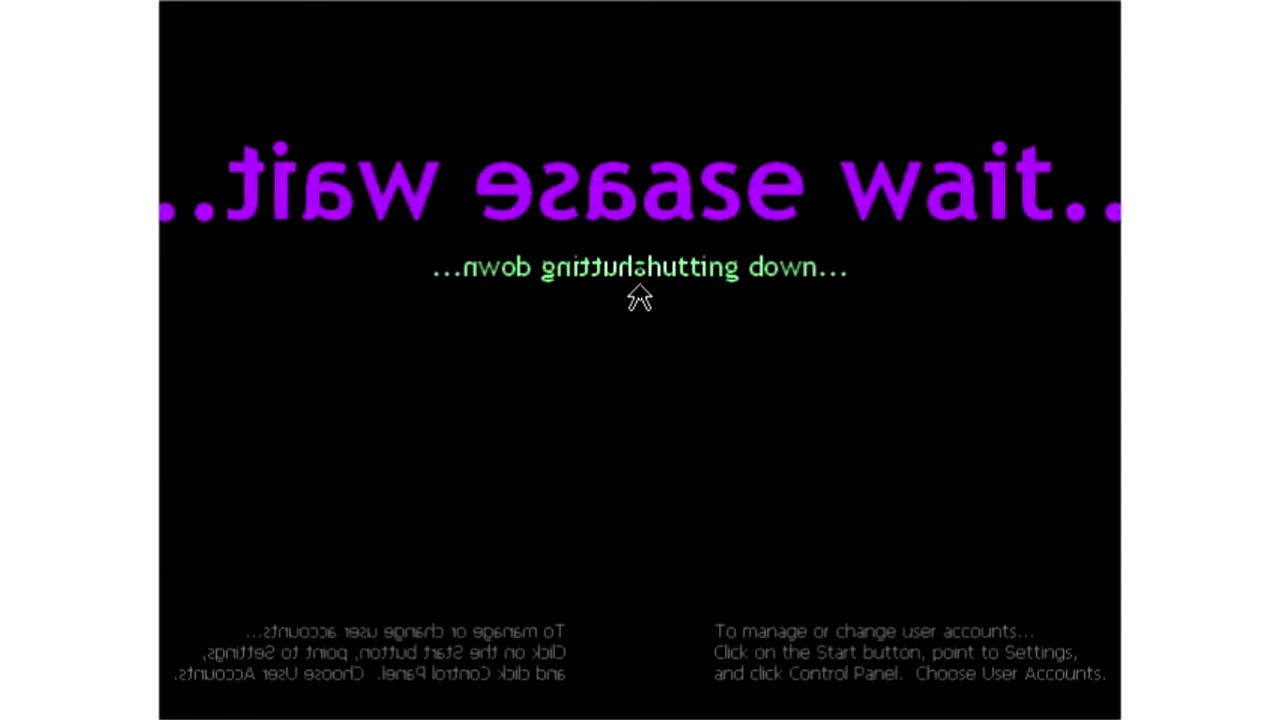 ..tiaw esaease wait..
...nwod gnittuhshutting down...
...stnuocca resu egnahc ro eganam oT
To manage or change user accounts...
,sgnitteS ot tniop ,nottub tratS eht no kcilC
Click on the Start button, point to Settings,
.stnuoccA resU esoohC .lenaP lortnoC kcilc dna
and click Control Panel. Choose User Accounts.